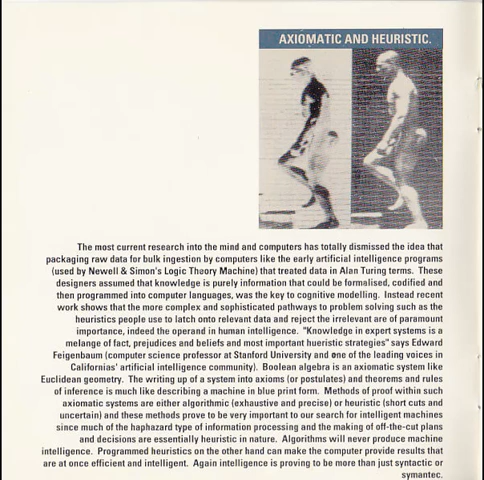 AXIOMATIC AND HEURISTIC.
The most current research into the mind and computers has totally dismissed the idea that
packaging raw data for bulk ingestion by computers like the early artificial intelligence programs
(used by Newell & Simon's Logic Theory Machine) that treated data in Alan Turing terms. These
designers assumed that knowledge is purely information that could be formalised, codified and
then programmed into computer languages, was the key to cognitive modelling. Instead recent
work shows that the more complex and sophisticated pathways to problem solving such as the
heuristics people use to latch onto relevant data and reject the irrelevant are of paramount
importance, indeed the operand in human intelligence. "Knowledge in expert systems is a
melange of fact, prejudices and beliefs and most important hueristic strategies" says Edward
Feigenbaum (computer science professor at Stanford University and one of the leading voices in
Californias' artificial intelligence community). Boolean algebra is an axiomatic system like
Euclidean geometry. The writing up of a system into axioms (or postulates) and theorems and rules
of inference is much like describing a machine in blue print form. Methods of proof within such
axiomatic systems are either algorithmic (exhaustive and precise) or heuristic (short cuts and
uncertain) and these methods prove to be very important to our search for intelligent machines
since much of the haphazard type of information processing and the making of off-the-cut plans
and decisions are essentially heuristic in nature. Algorithms will never produce machine
intelligence. Programmed heuristics on the other hand can make the computer provide results that
are at once efficient and intelligent. Again intelligence is proving to be more than just syntactic or
symantec.